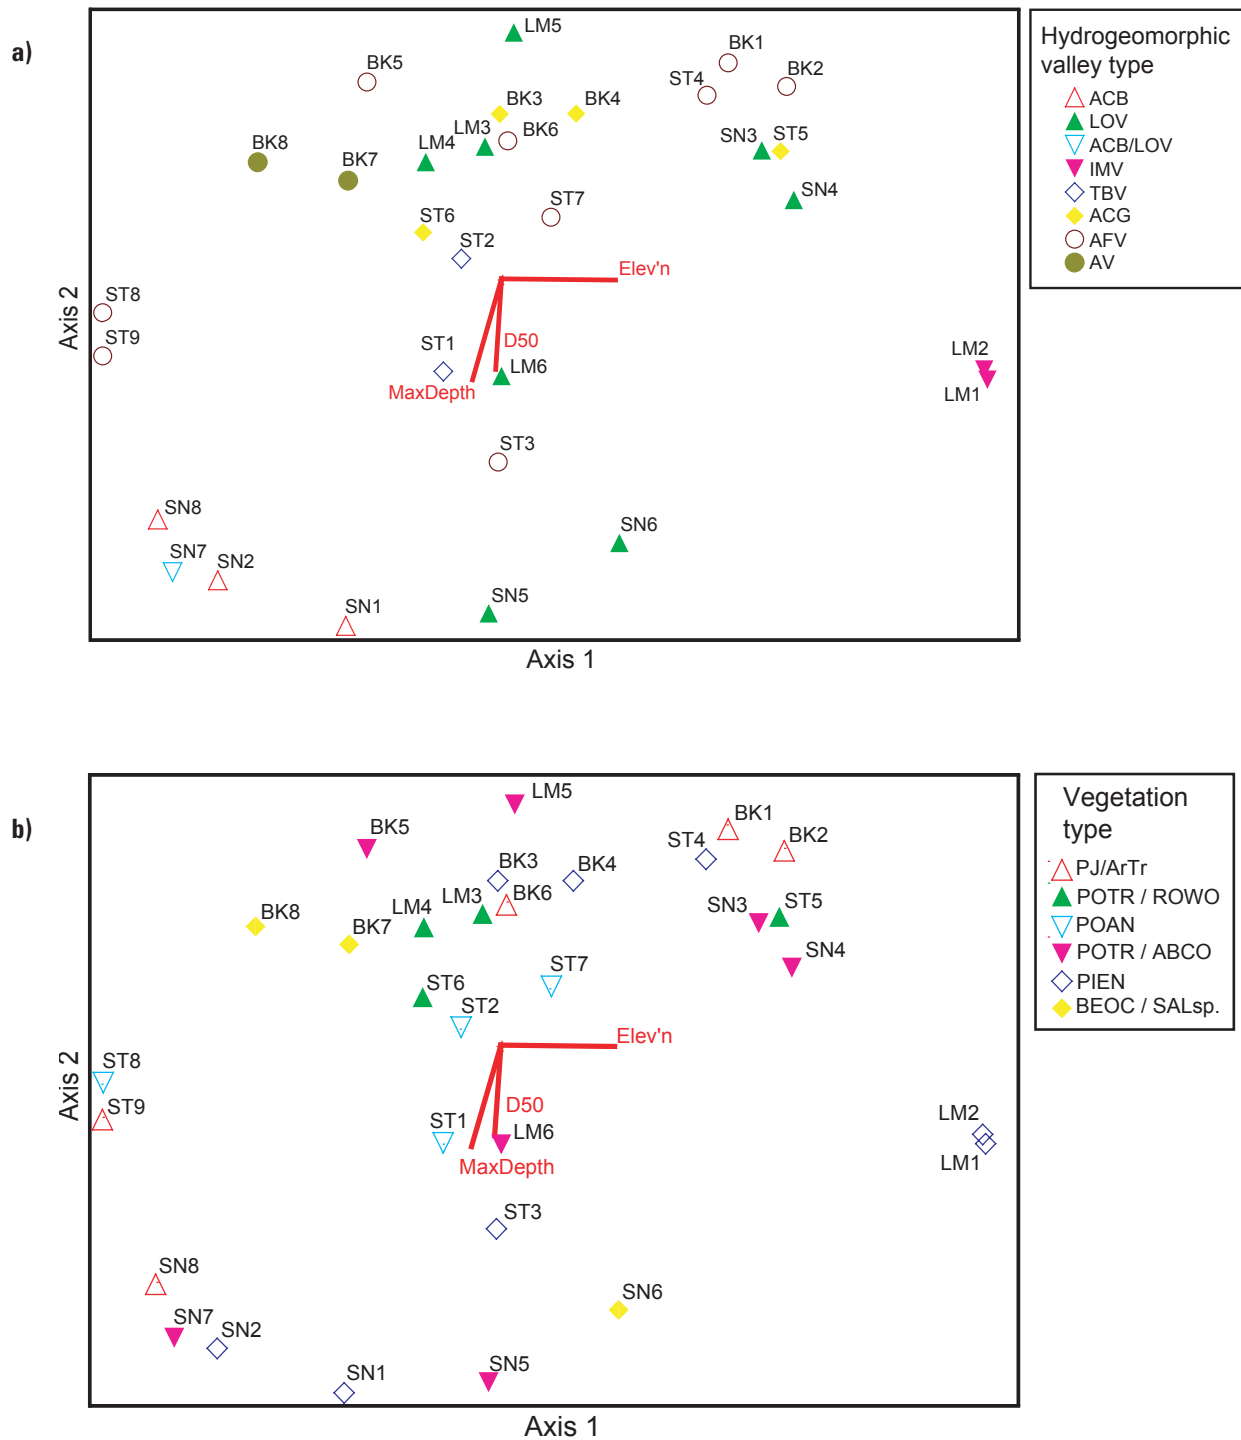 a)
LM5
BK5
BK1
ST4
BK2
BK3
BK4
LM3
BK6
LM4
SN3
ST5
BK8
BK7
SN4
ST6
ST7
ST2
Elev'n
ST8
ST9
D50
ST1
LM6
MaxDepth
LM2
LM1
ST3
SN8
SN7
SN2
SN6
SN1
SN5
Axis 2
Axis 1
Hydrogeomorphic
valley type
ACB
LOV
ACB/LOV
IMV
TBV
ACG
AFV
AV
b)
LM5
BK5
BK1
ST4
BK2
BK3
BK4
LM3
BK6
LM4
SN3
ST5
BK8
BK7
SN4
ST6
ST7
ST2
Elev'n
ST8
ST9
D50
ST1
LM6
MaxDepth
LM2
LM1
ST3
SN8
SN7
SN2
SN6
SN1
SN5
Axis 2
Axis 1
Vegetation
type
PJ/ArTr
POTR / ROWO
POAN
POTR / ABCO
PIEN
BEOC / SALsp.